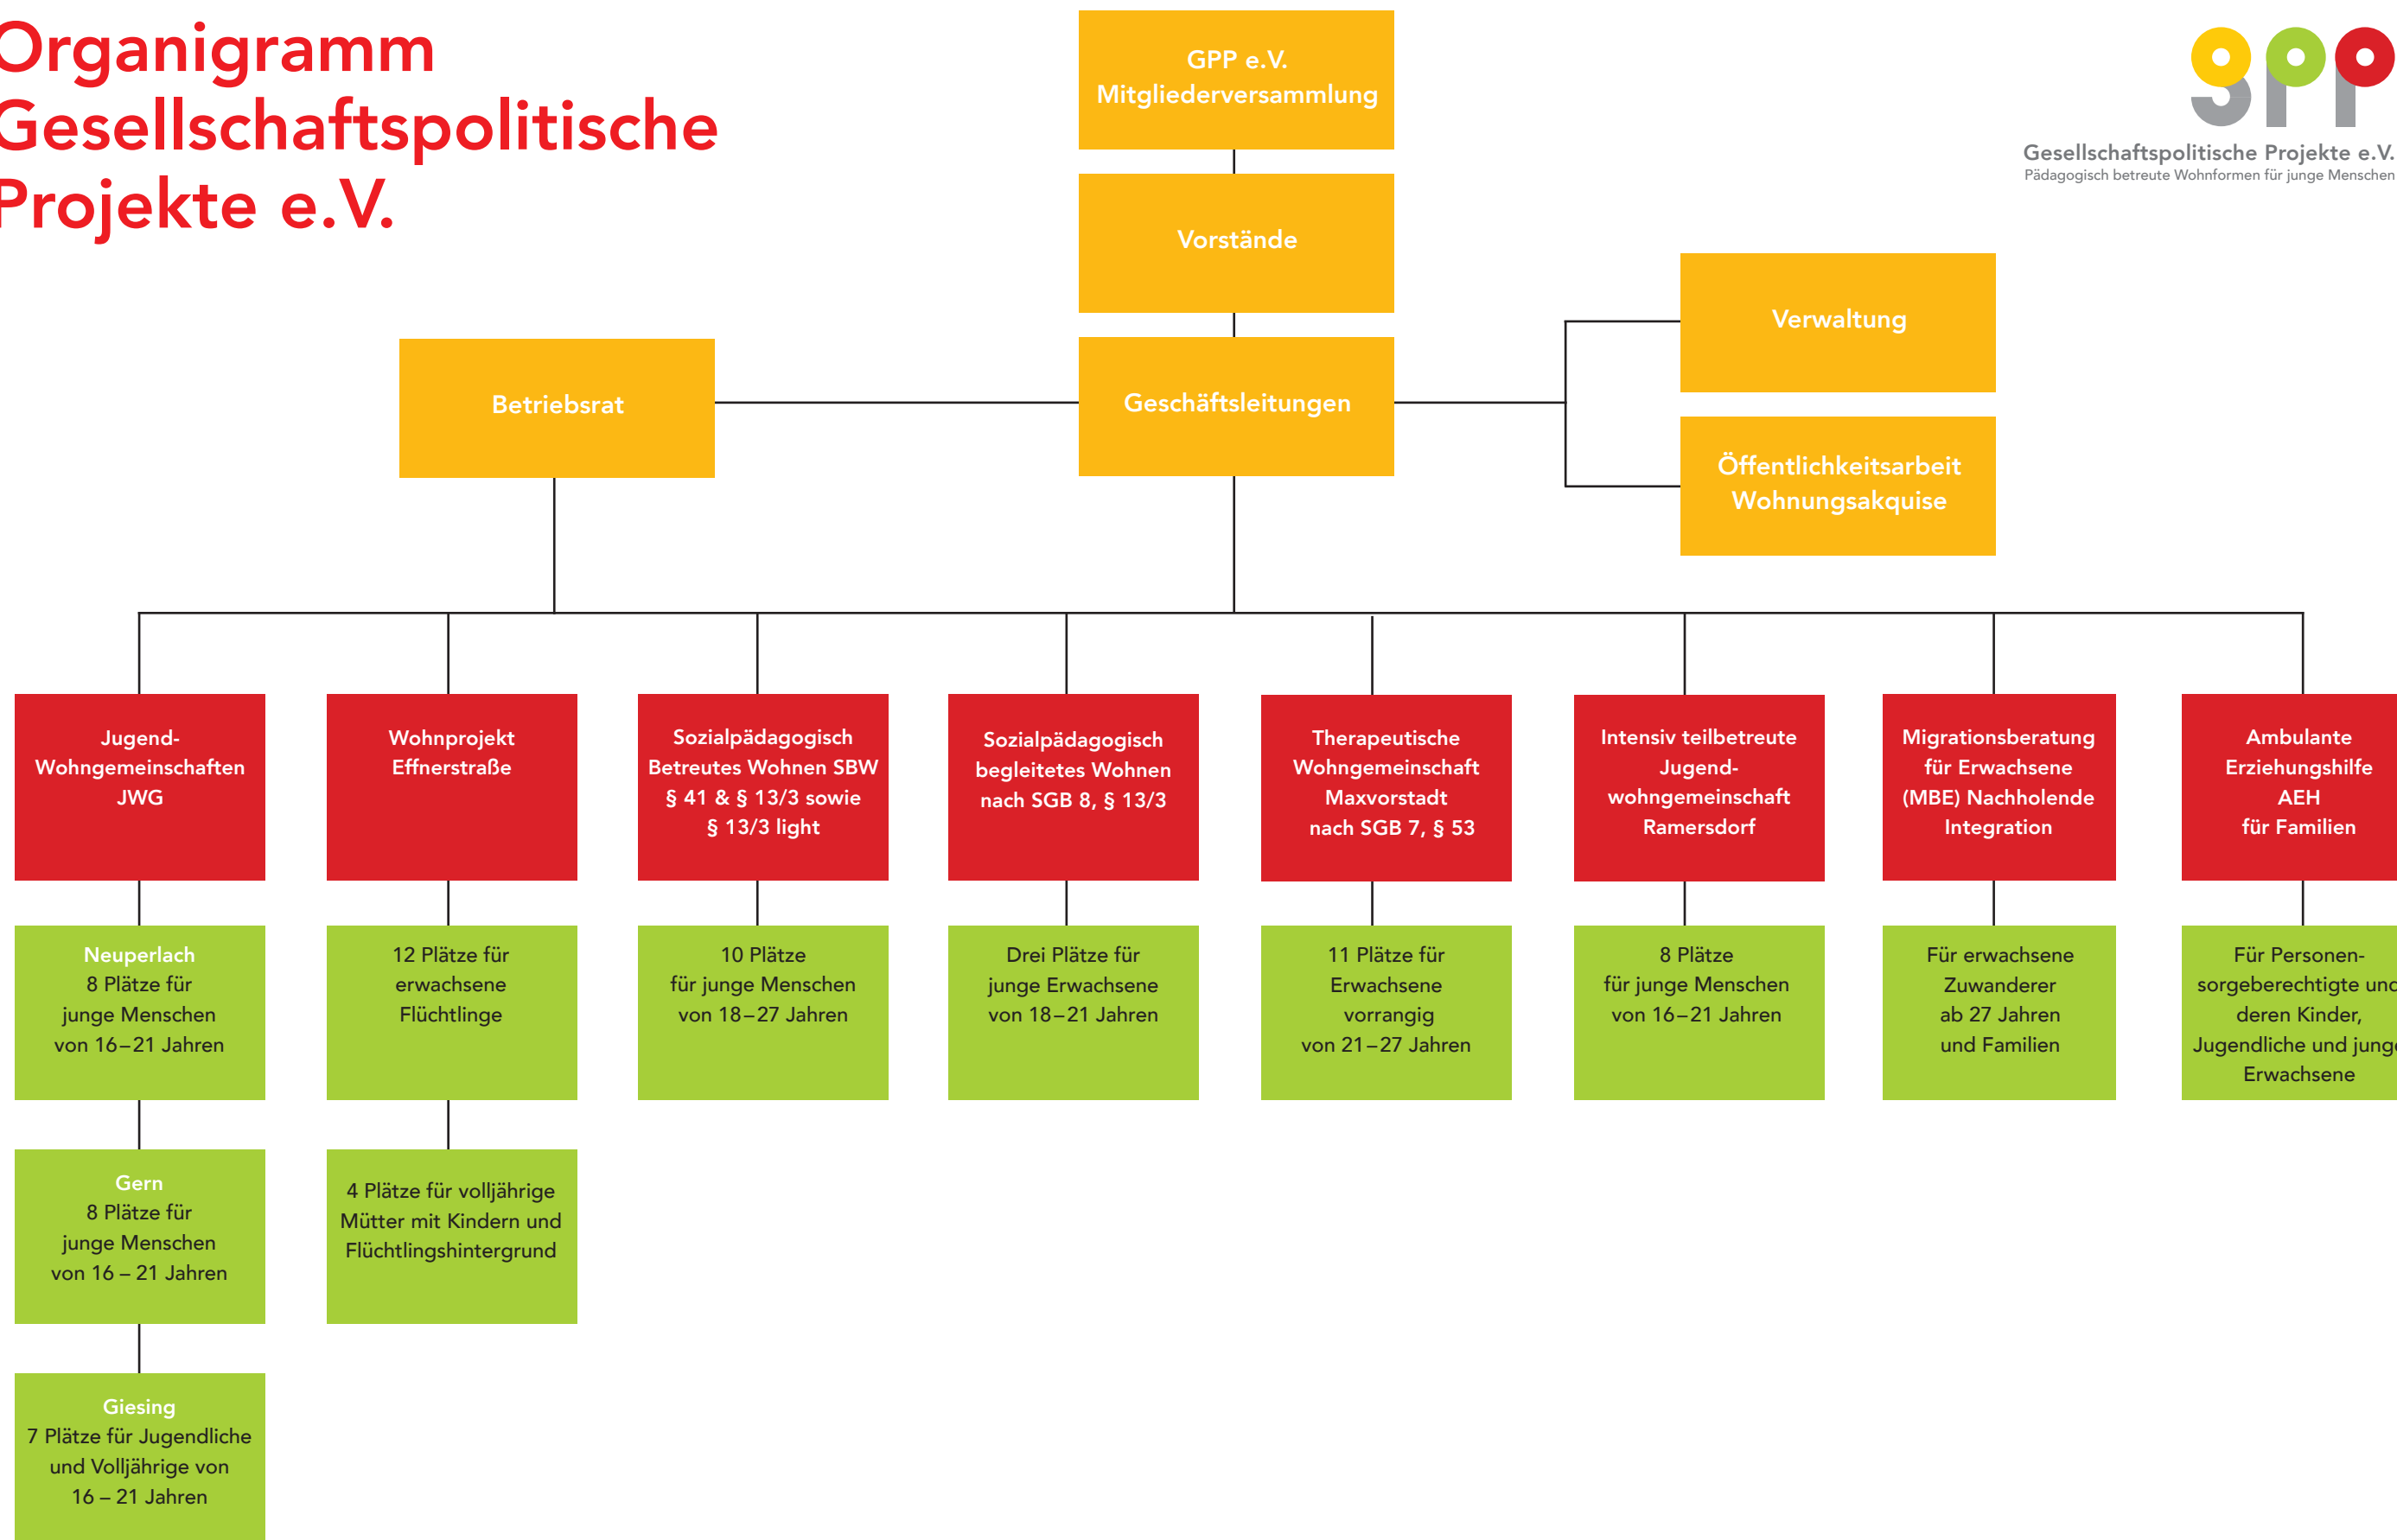 Organigramm
Gesellschaftspolitische
Projekte e.V.
gpp
Gesellschaftspolitische Projekte e.V.
Pädagogisch betreute Wohnformen für junge Menschen
GPP e.V.
Mitgliederversammlung
Vorstände
Verwaltung
Betriebsrat
Geschäftsleitungen
Öffentlichkeitsarbeit
Wohnungsakquise
Jugend-
Wohngemeinschaften
JWG
Wohnprojekt
Effnerstraße
Sozialpädagogisch
Betreutes Wohnen SBW
§ 41 & § 13/3 sowie
§ 13/3 light
Sozialpädagogisch
begleitetes Wohnen
nach SGB 8, § 13/3
Therapeutische
Wohngemeinschaft
Maxvorstadt
nach SGB 7, § 53
Intensiv teilbetreute
Jugend-
wohngemeinschaft
Ramersdorf
Migrationsberatung
für Erwachsene
(MBE) Nachholende
Integration
Ambulante
Erziehungshilfe
AEH
für Familien
Neuperlach
8 Plätze für
junge Menschen
von 16–21 Jahren
12 Plätze für
erwachsene
Flüchtlinge
10 Plätze
für junge Menschen
von 18–27 Jahren
Drei Plätze für
junge Erwachsene
von 18–21 Jahren
11 Plätze für
Erwachsene
vorrangig
von 21–27 Jahren
8 Plätze
für junge Menschen
von 16–21 Jahren
Für erwachsene
Zuwanderer
ab 27 Jahren
und Familien
Für Personen-
sorgeberechtigte und
deren Kinder,
Jugendliche und junge
Erwachsene
Gern
8 Plätze für
junge Menschen
von 16 – 21 Jahren
4 Plätze für volljährige
Mütter mit Kindern und
Flüchtlingshintergrund
Giesing
7 Plätze für Jugendliche
und Volljährige von
16 – 21 Jahren